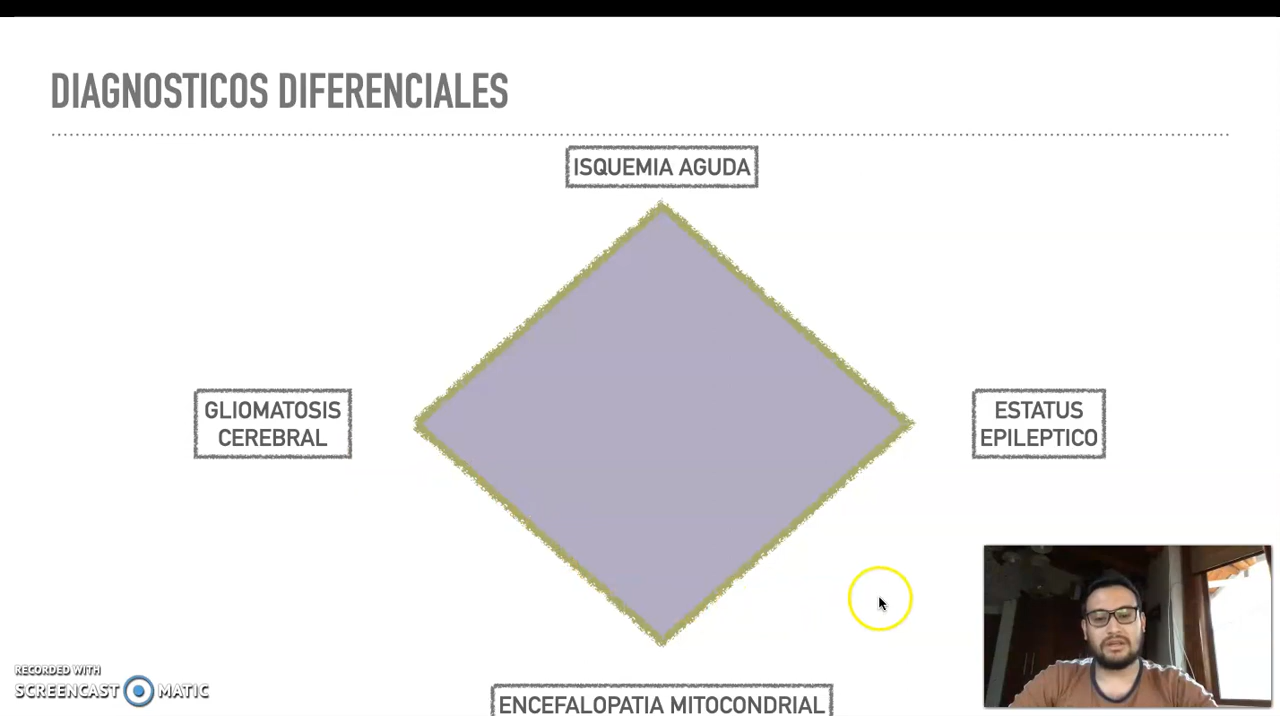 DIAGNOSTICOS DIFERENCIALES
ISQUEMIA AGUDA
GLIOMATOSIS
CEREBRAL
ESTATUS
EPILEPTICO
ENCEFALOPATIA MITOCONDRIAL
RECORDED WITH
SCREENCAST MATIC